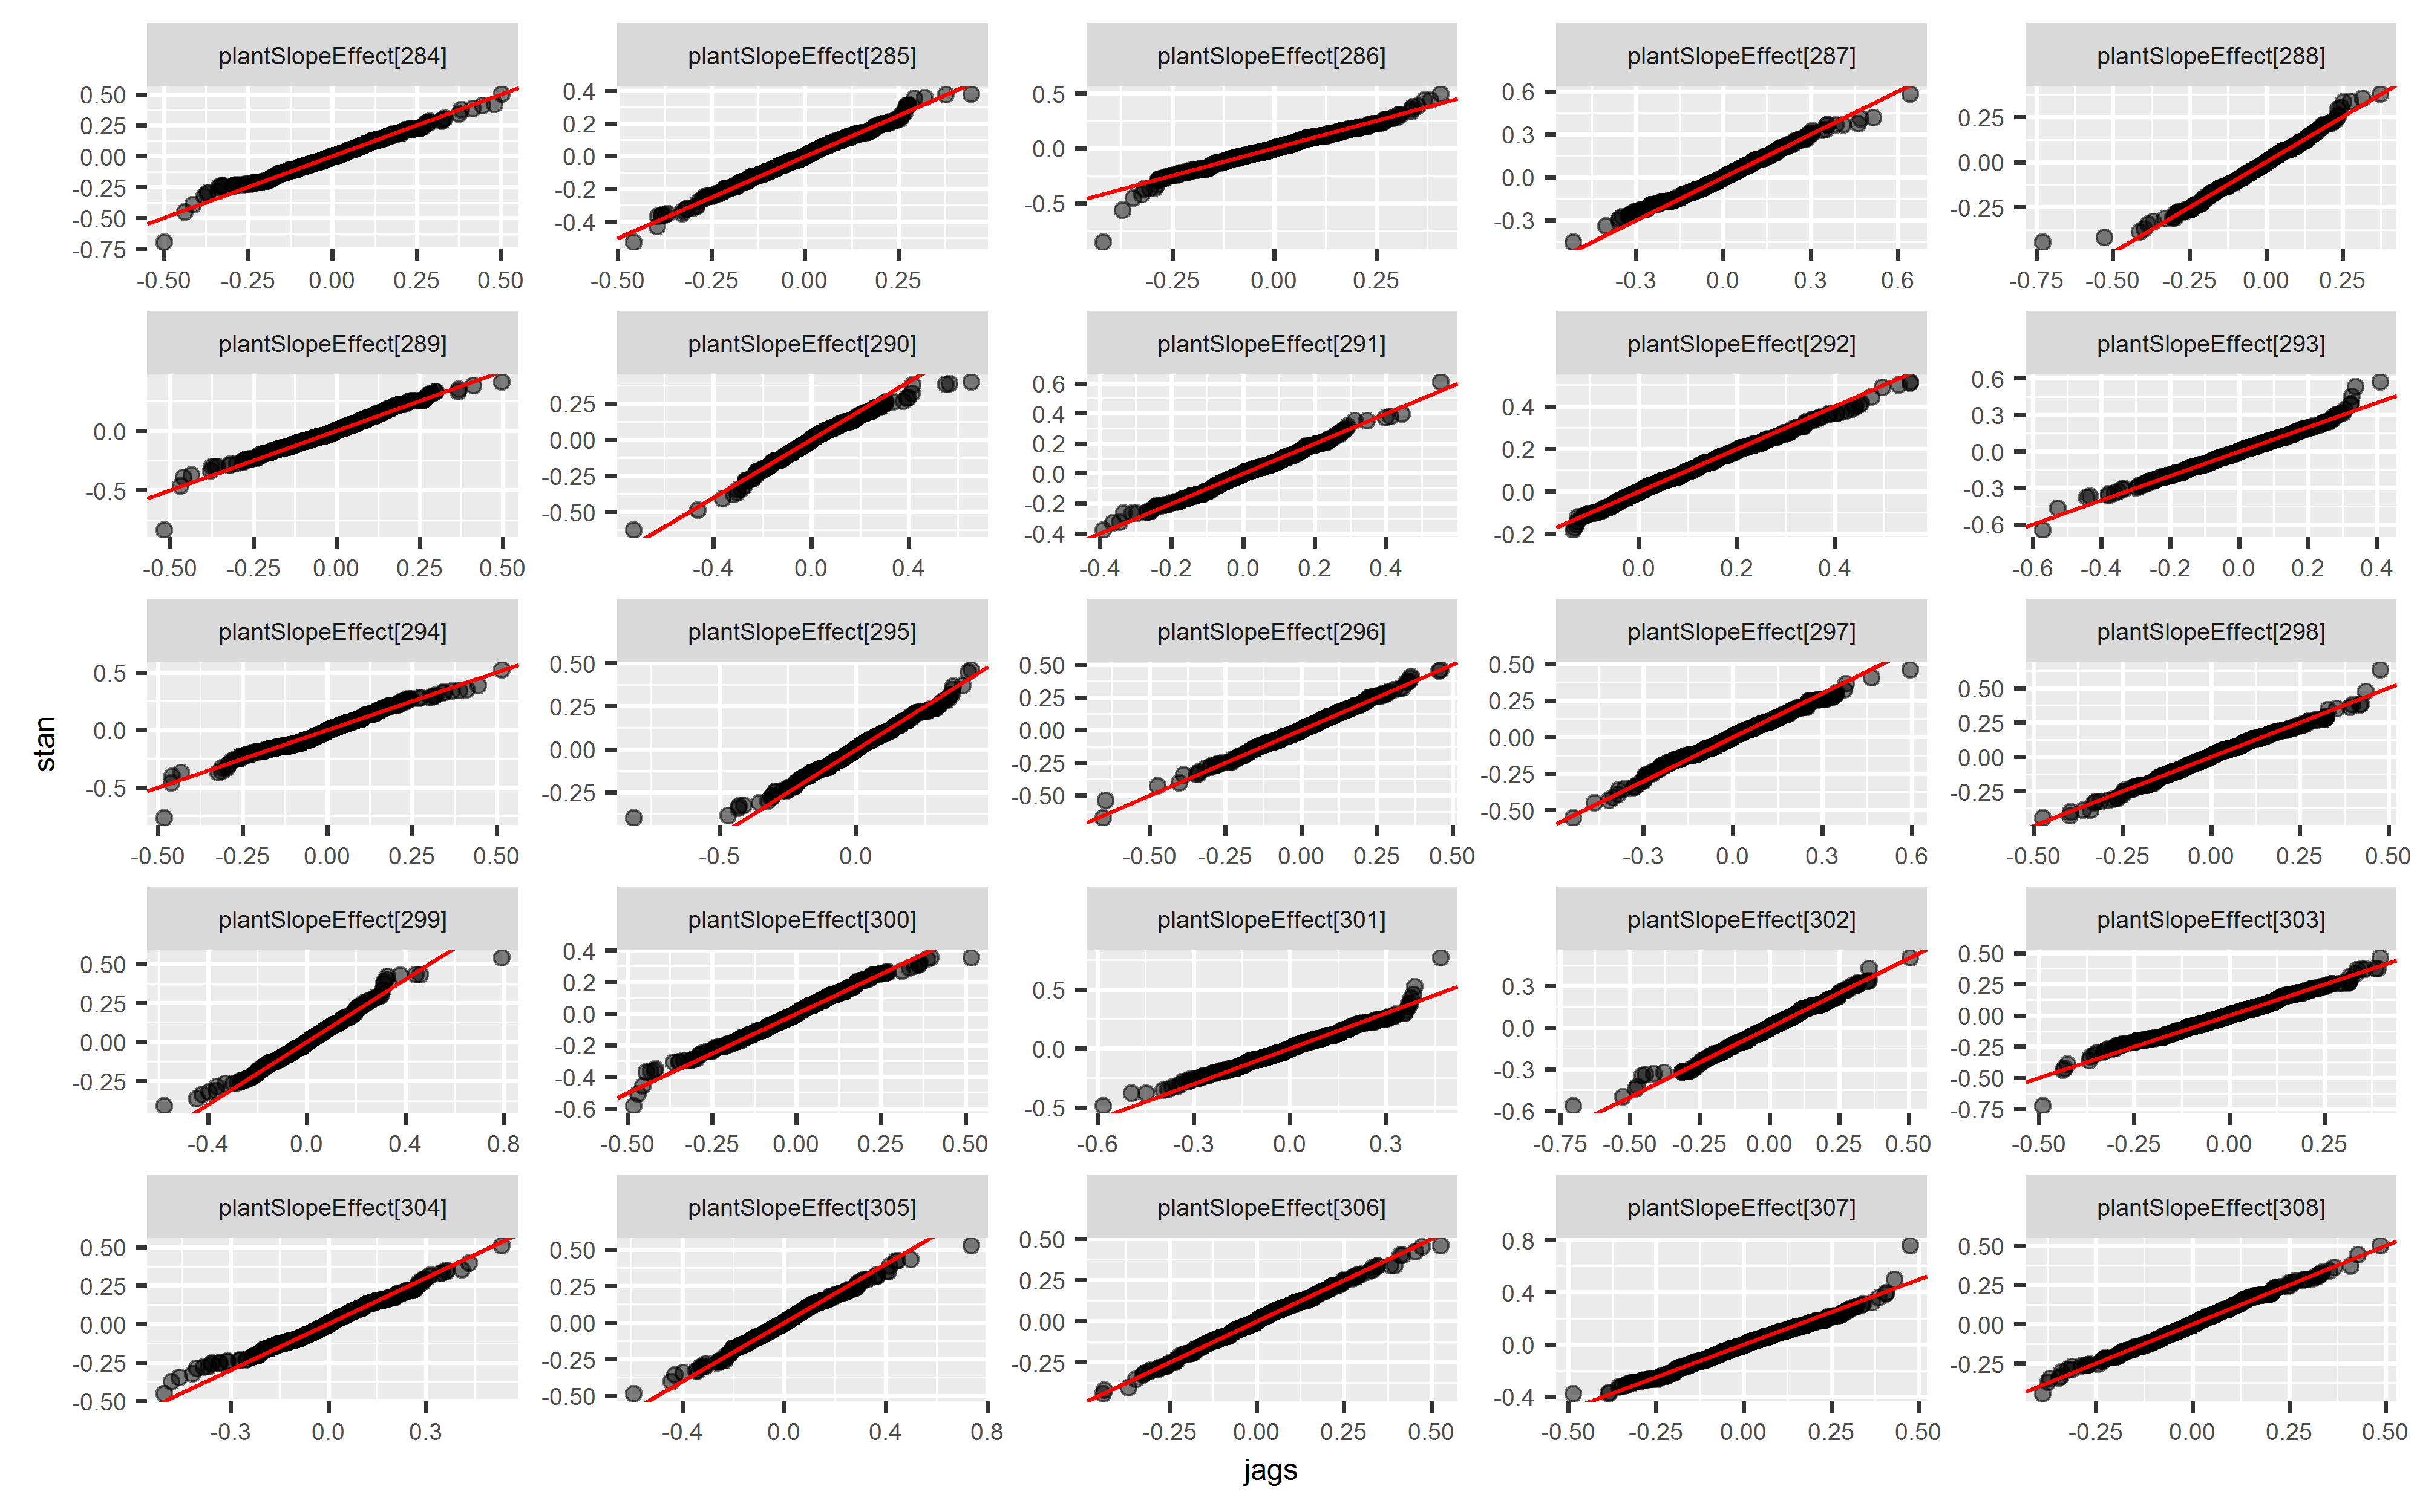 plantSlopeEffect[284] plantSlopeEffect[285] plantSlopeEffect[286] plantSlopeEffect[287] plantSlopeEffect[288]
0.50 0.4 0.5 0.6 0.25
0.25 0.2 0.0 0.3 0.00
0.00 0.0 -0.5 0.0 -0.25
-0.25 -0.2 -0.3
-0.50 -0.4
-0.75
-0.50 -0.25 0.00 0.25 0.50 -0.50 -0.25 0.00 0.25 -0.25 0.00 0.25 -0.3 0.0 0.3 0.6 -0.75 -0.50 -0.25 0.00 0.25
plantSlopeEffect[289] plantSlopeEffect[290] plantSlopeEffect[291] plantSlopeEffect[292] plantSlopeEffect[293]
0.0 0.25 0.6 0.4 0.6
-0.5 0.00 0.4 0.2 0.3
-0.25 0.2 0.0 0.0
-0.50 0.0 -0.2 -0.3
-0.2 -0.6
-0.4
-0.50 -0.25 0.00 0.25 0.50 -0.4 0.0 0.4 -0.4 -0.2 0.0 0.2 0.4 0.0 0.2 0.4 -0.6 -0.4 -0.2 0.0 0.2 0.4
plantSlopeEffect[294] plantSlopeEffect[295] plantSlopeEffect[296] plantSlopeEffect[297] plantSlopeEffect[298]
0.5 0.50 0.50 0.50 0.50
0.0 0.25 0.25 0.25 0.25
-0.5 0.00 0.00 0.00 0.00
-0.25 -0.25 -0.25 -0.25
-0.50 -0.50
-0.50 -0.25 0.00 0.25 0.50 -0.5 0.0 -0.50 -0.25 0.00 0.25 0.50 -0.3 0.0 0.3 0.6 -0.50 -0.25 0.00 0.25 0.50
stan
plantSlopeEffect[299] plantSlopeEffect[300] plantSlopeEffect[301] plantSlopeEffect[302] plantSlopeEffect[303]
0.50 0.4 0.5 0.3 0.50
0.25 0.2 0.0 0.0 0.25
0.00 0.0 -0.5 -0.3 0.00
-0.25 -0.2 -0.6 -0.25
-0.4 -0.50
-0.6 -0.75
-0.4 0.0 0.4 0.8 -0.50 -0.25 0.00 0.25 0.50 -0.6 -0.3 0.0 0.3 -0.75 -0.50 -0.25 0.00 0.25 0.50 -0.50 -0.25 0.00 0.25
plantSlopeEffect[304] plantSlopeEffect[305] plantSlopeEffect[306] plantSlopeEffect[307] plantSlopeEffect[308]
0.50 0.50 0.50 0.8 0.50
0.25 0.25 0.25 0.4 0.25
0.00 0.00 0.00 0.0 0.00
-0.25 -0.25 -0.25 -0.4 -0.25
-0.50 -0.50
-0.3 0.0 0.3 -0.4 0.0 0.4 0.8 -0.25 0.00 0.25 0.50 -0.50 -0.25 0.00 0.25 0.50 -0.25 0.00 0.25 0.50
jags